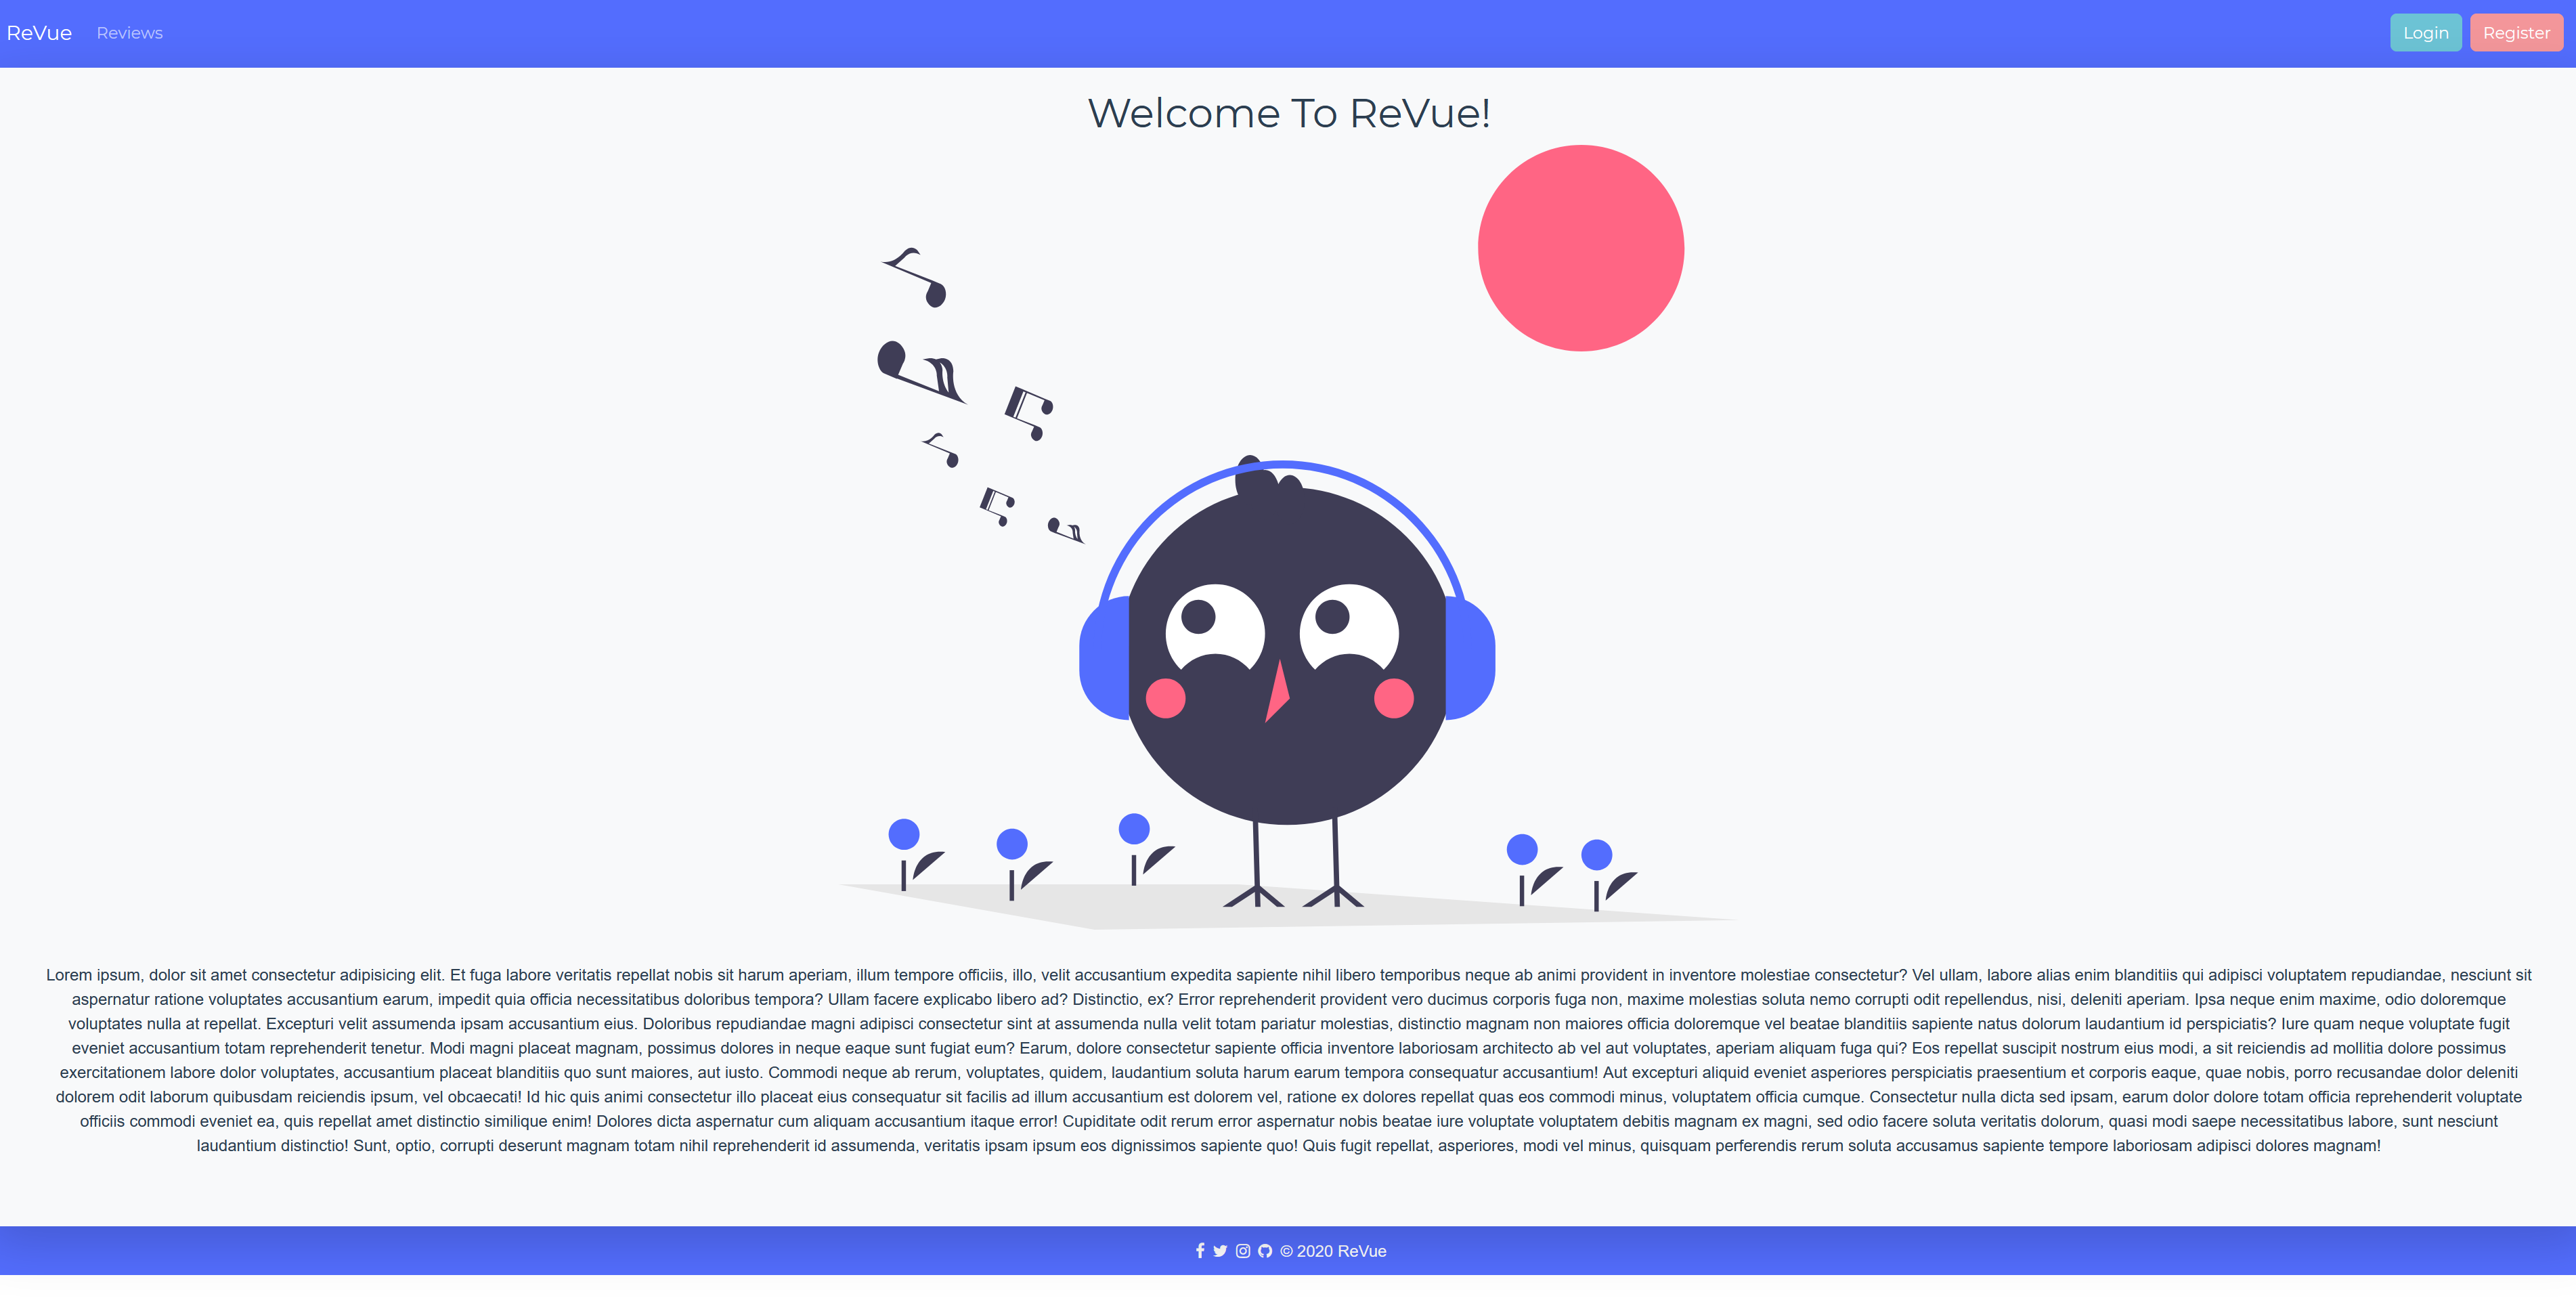 ReVue Reviews Login Register
Welcome To ReVue!
Lorem ipsum, dolor sit amet consectetur adipisicing elit. Et fuga labore veritatis repellat nobis sit harum aperiam, illum tempore officiis, illo, velit accusantium expedita sapiente nihil libero temporibus neque ab animi provident in inventore molestiae consectetur? Vel ullam, labore alias enim blanditiis qui adipisci voluptatem repudiandae, nesciunt sit
aspernatur ratione voluptates accusantium earum, impedit quia officia necessitatibus doloribus tempora? Ullam facere explicabo libero ad? Distinctio, ex? Error reprehenderit provident vero ducimus corporis fuga non, maxime molestias soluta nemo corrupti odit repellendus, nisi, deleniti aperiam. Ipsa neque enim maxime, odio doloremque
voluptates nulla at repellat. Excepturi velit assumenda ipsam accusantium eius. Doloribus repudiandae magni adipisci consectetur sint at assumenda nulla velit totam pariatur molestias, distinctio magnam non maiores officia doloremque vel beatae blanditiis sapiente natus dolorum laudantium id perspiciatis? Iure quam neque voluptate fugit
eveniet accusantium totam reprehenderit tenetur. Modi magni placeat magnam, possimus dolores in neque eaque sunt fugiat eum? Earum, dolore consectetur sapiente officia inventore laboriosam architecto ab vel aut voluptates, aperiam aliquam fuga qui? Eos repellat suscipit nostrum eius modi, a sit reiciendis ad mollitia dolore possimus
exercitationem labore dolor voluptates, accusantium placeat blanditiis quo sunt maiores, aut iusto. Commodi neque ab rerum, voluptates, quidem, laudantium soluta harum earum tempora consequatur accusantium! Aut excepturi aliquid eveniet asperiores perspiciatis praesentium et corporis eaque, quae nobis, porro recusandae dolor deleniti
dolorem odit laborum quibusdam reiciendis ipsum, vel obcaecati! Id hic quis animi consectetur illo placeat eius consequatur sit facilis ad illum accusantium est dolorem vel, ratione ex dolores repellat quas eos commodi minus, voluptatem officia cumque. Consectetur nulla dicta sed ipsam, earum dolor dolore totam officia reprehenderit voluptate
officiis commodi eveniet ea, quis repellat amet distinctio similique enim! Dolores dicta aspernatur cum aliquam accusantium itaque error! Cupiditate odit rerum error aspernatur nobis beatae iure voluptate voluptatem debitis magnam ex magni, sed odio facere soluta veritatis dolorum, quasi modi saepe necessitatibus labore, sunt nesciunt
laudantium distinctio! Sunt, optio, corrupti deserunt magnam totam nihil reprehenderit id assumenda, veritatis ipsam ipsum eos dignissimos sapiente quo! Quis fugit repellat, asperiores, modi vel minus, quisquam perferendis rerum soluta accusamus sapiente tempore laboriosam adipisci dolores magnam!
© 2020 ReVue